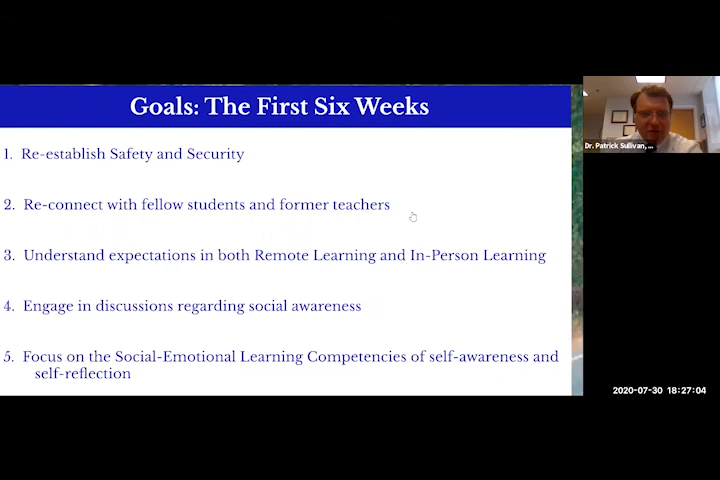 Goals: The First Six Weeks
1. Re-establish Safety and Security
2. Re-connect with fellow students and former teachers
3. Understand expectations in both Remote Learning and In-Person Learning
4. Engage in discussions regarding social awareness
5. Focus on the Social-Emotional Learning Competencies of self-awareness and
self-reflection
Dr. Patrick Sullivan, ...
2020-07-30 18:27:04